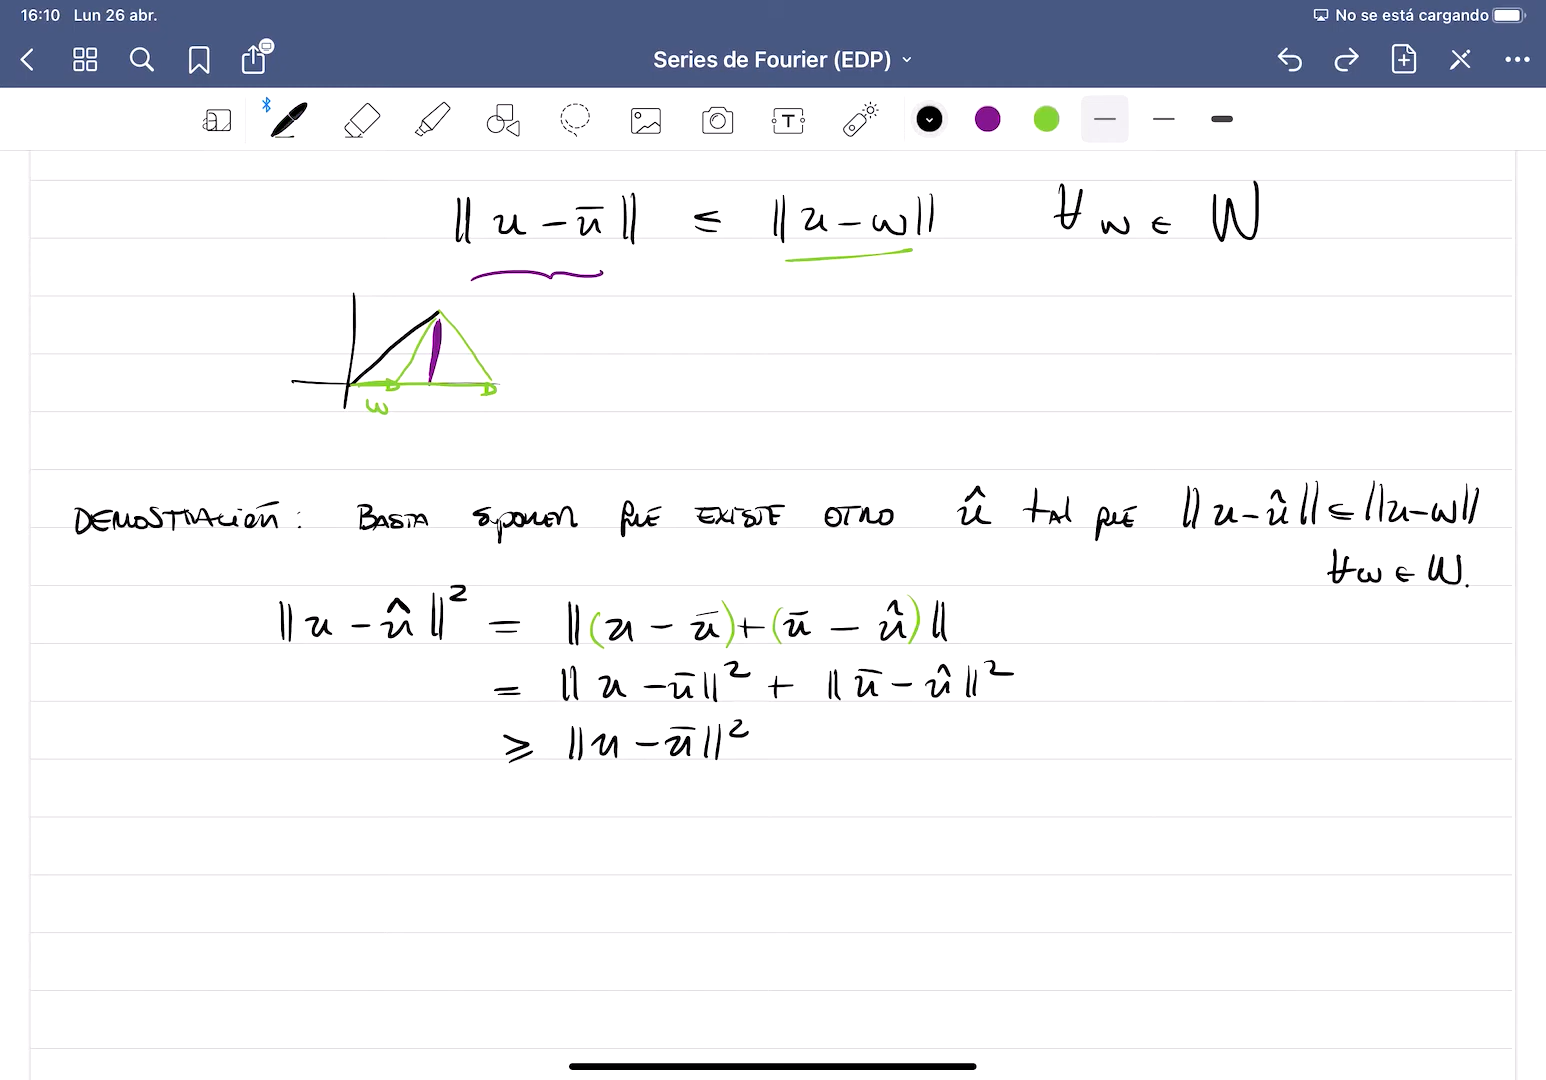 16:10 Lun 26 abr. No se está cargando
Series de Fourier (EDP)
‖u - ū‖ ≤ ‖u - w‖ ∀ w ∈ W
w
DEMOSTRACIÓN: BASTA SUPONER QUE EXISTE OTRO û tal QUE ‖u - û‖ ≤ ‖u - w‖
∀ w ∈ W.
‖u - û‖² = ‖(u - ū) + (ū - û)‖
= ‖u - ū‖² + ‖ū - û‖²
≥ ‖u - ū‖²